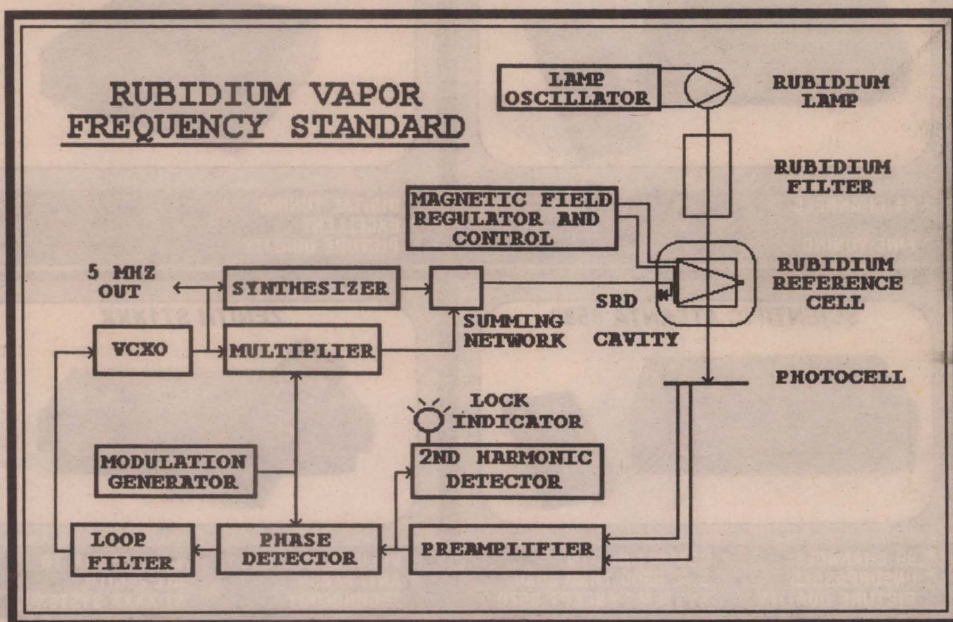 RUBIDIUM VAPOR
FREQUENCY STANDARD
LAMP
OSCILLATOR
RUBIDIUM
LAMP
RUBIDIUM
FILTER
MAGNETIC FIELD
REGULATOR AND
CONTROL
5 MHZ
OUT
SYNTHESIZER
SRD
CAVITY
RUBIDIUM
REFERENCE
CELL
SUMMING
NETWORK
VCXO
MULTIPLIER
PHOTOCELL
LOCK
INDICATOR
MODULATION
GENERATOR
2ND HARMONIC
DETECTOR
LOOP
FILTER
PHASE
DETECTOR
PREAMPLIFIER